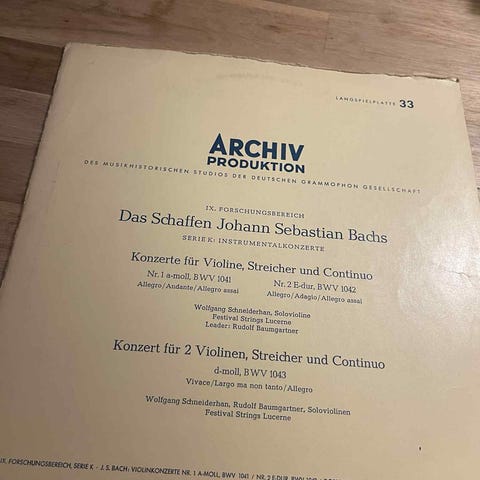 LANGSPIELPLATTE 33
ARCHIV
PRODUKTION
DES MUSIKHISTORISCHEN STUDIOS DER DEUTSCHEN GRAMMOPHON GESELLSCHAFT
IX. FORSCHUNGSBEREICH
Das Schaffen Johann Sebastian Bachs
SERIE K: INSTRUMENTALKONZERTE
Konzerte für Violine, Streicher und Continuo
Nr. 1 a-moll, BWV 1041 Nr. 2 E-dur, BWV 1042
Allegro/Andante/Allegro assai Allegro/Adagio/Allegro assai
Wolfgang Schneiderhan, Solovioline
Festival Strings Lucerne
Leader: Rudolf Baumgartner
Konzert für 2 Violinen, Streicher und Continuo
d-moll, BWV 1043
Vivace/Largo ma non tanto/Allegro
Wolfgang Schneiderhan, Rudolf Baumgartner, Soloviolinen
Festival Strings Lucerne
IX. FORSCHUNGSBEREICH, SERIE K - J. S. BACH: VIOLINKONZERTE NR. 1 A-MOLL, BWV 1041 / NR. 2 E-DUR, BWV 1042